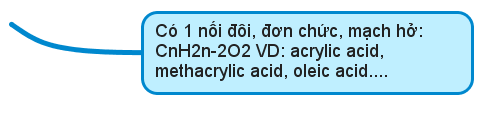 Có 1 nối đôi, đơn chức, mạch hở:
CnH2n-2O2 VD: acrylic acid,
methacrylic acid, oleic acid....